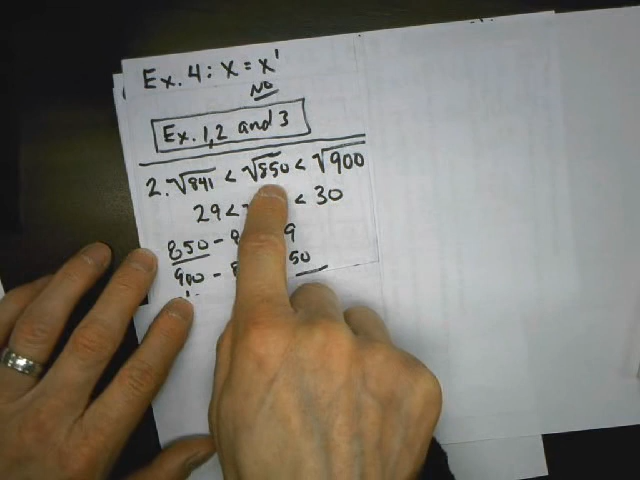 Ex. 4: x = x'
NO
Ex. 1, 2 and 3
2. √841 < √850 < √900
29 < < 30
850 - 9
900 - 50